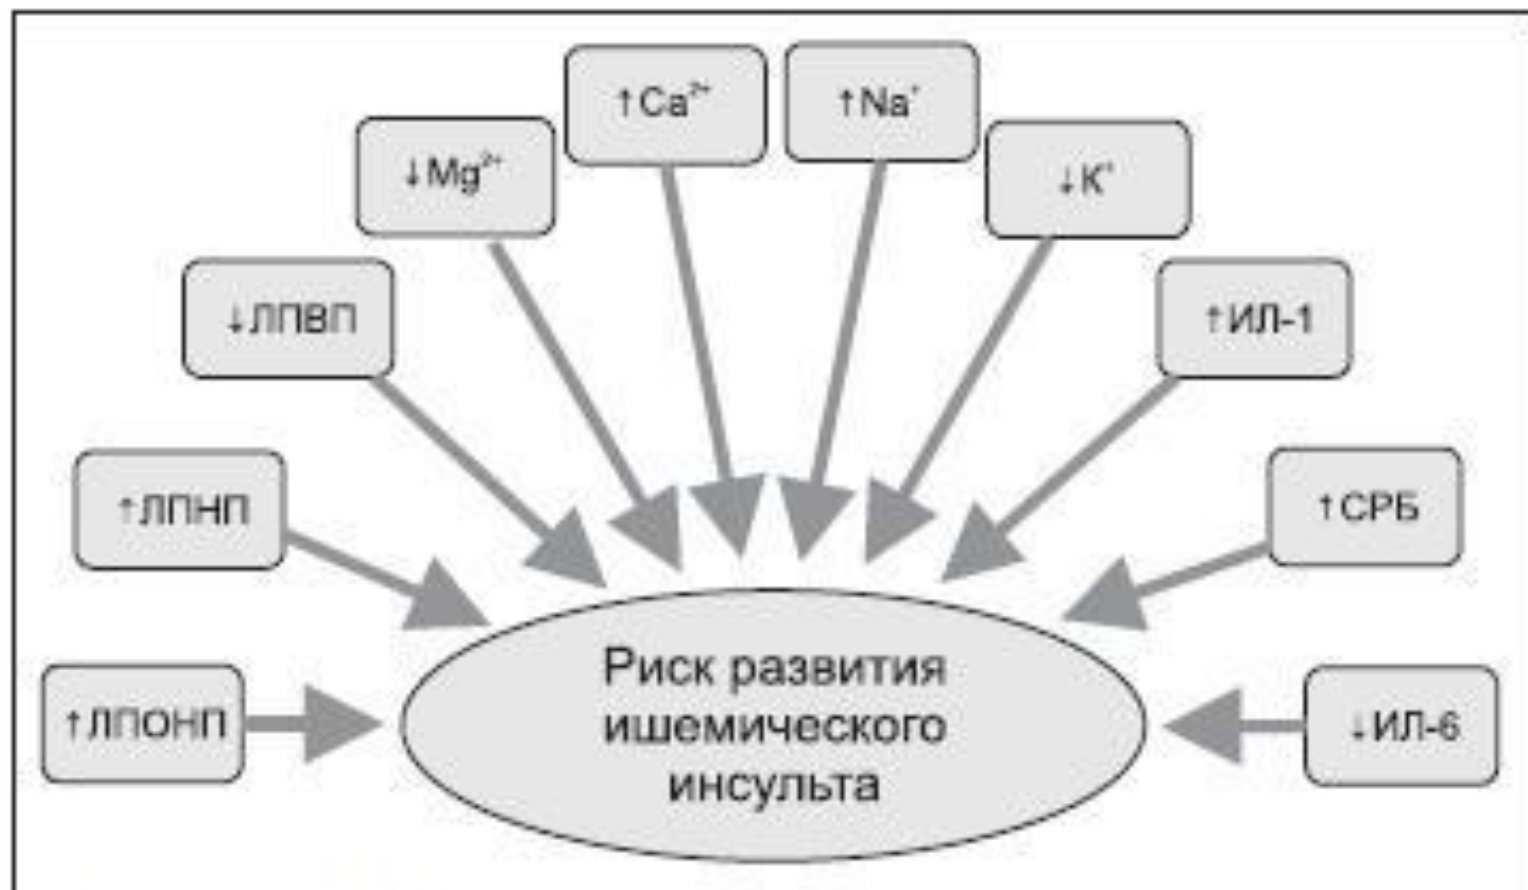 ↑Ca²⁺
↑Na⁺
↓Mg²⁺
↓K⁺
↓ЛПВП
↑ИЛ-1
↑ЛПНП
↑СРБ
↑ЛПОНП
↓ИЛ-6
Риск развития
ишемического
инсульта